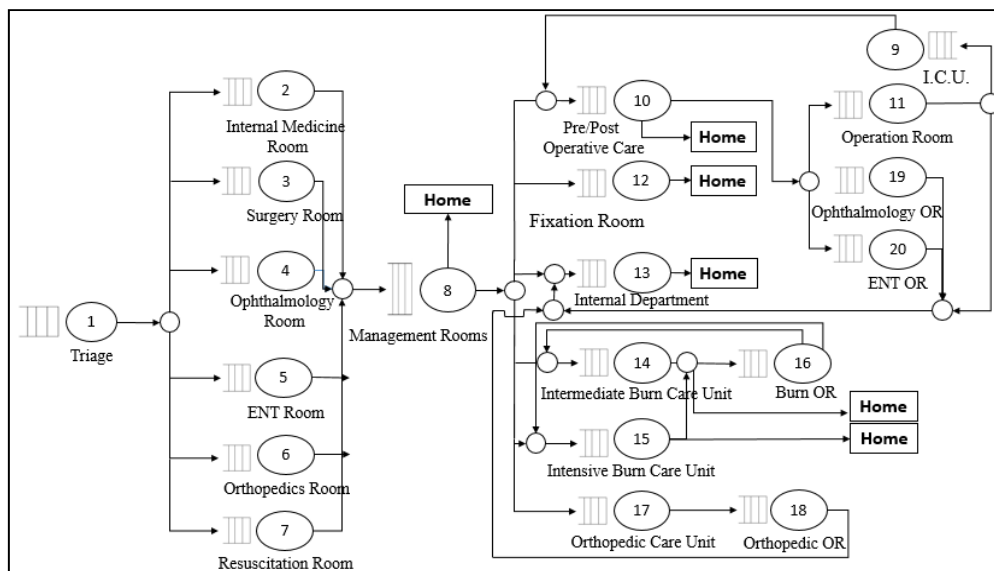 1
Triage
2
Internal Medicine
Room
3
Surgery Room
4
Ophthalmology
Room
5
ENT Room
6
Orthopedics Room
7
Resuscitation Room
Home
8
Management Rooms
9
I.C.U.
10
Pre/Post
Operative Care
Home
11
Operation Room
12
Home
Fixation Room
19
Ophthalmology OR
20
ENT OR
13
Home
Internal Department
14
Intermediate Burn Care Unit
16
Burn OR
Home
15
Home
Intensive Burn Care Unit
17
Orthopedic Care Unit
18
Orthopedic OR